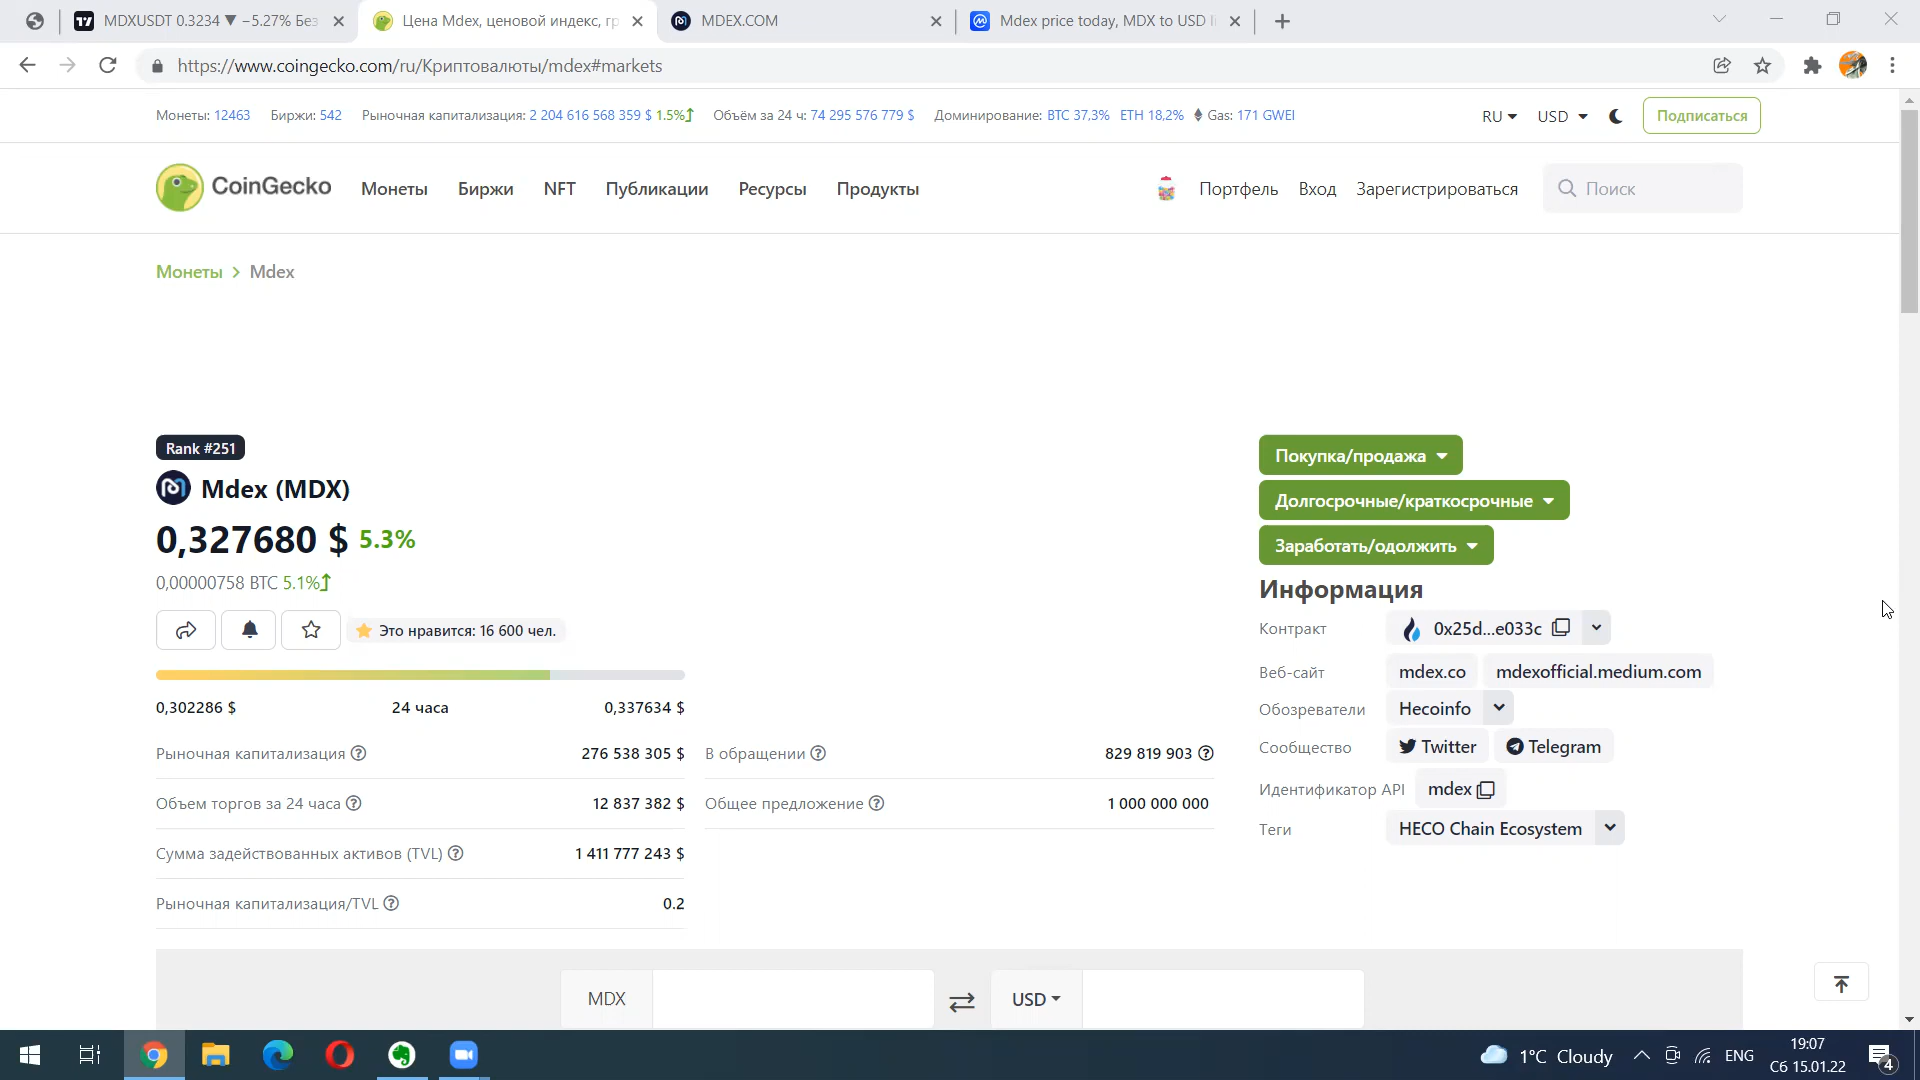 MDXUSDT 0.3234 ▼ −5.27% Без
Цена Mdex, ценовой индекс, гр
MDEX.COM
Mdex price today, MDX to USD li
https://www.coingecko.com/ru/Криптовалюты/mdex#markets
Монеты: 12463 Биржи: 542 Рыночная капитализация: 2 204 616 568 359 $ 1.5% Объём за 24 ч: 74 295 576 779 $ Доминирование: BTC 37,3% ETH 18,2% Gas: 171 GWEI
RU USD Подписаться
CoinGecko Монеты Биржи NFT Публикации Ресурсы Продукты Портфель Вход Зарегистрироваться Поиск
Монеты > Mdex
Rank #251
Mdex (MDX)
0,327680 $ 5.3%
0,00000758 BTC 5.1%
Это нравится: 16 600 чел.
0,302286 $ 24 часа 0,337634 $
Рыночная капитализация 276 538 305 $
Объем торгов за 24 часа 12 837 382 $
Сумма задействованных активов (TVL) 1 411 777 243 $
Рыночная капитализация/TVL 0.2
В обращении 829 819 903
Общее предложение 1 000 000 000
Покупка/продажа
Долгосрочные/краткосрочные
Заработать/одолжить
Информация
Контракт 0x25d...e033c
Веб-сайт mdex.co mdexofficial.medium.com
Обозреватели Hecoinfo
Сообщество Twitter Telegram
Идентификатор API mdex
Теги HECO Chain Ecosystem
MDX USD
1°C Cloudy ENG
19:07
Сб 15.01.22
4